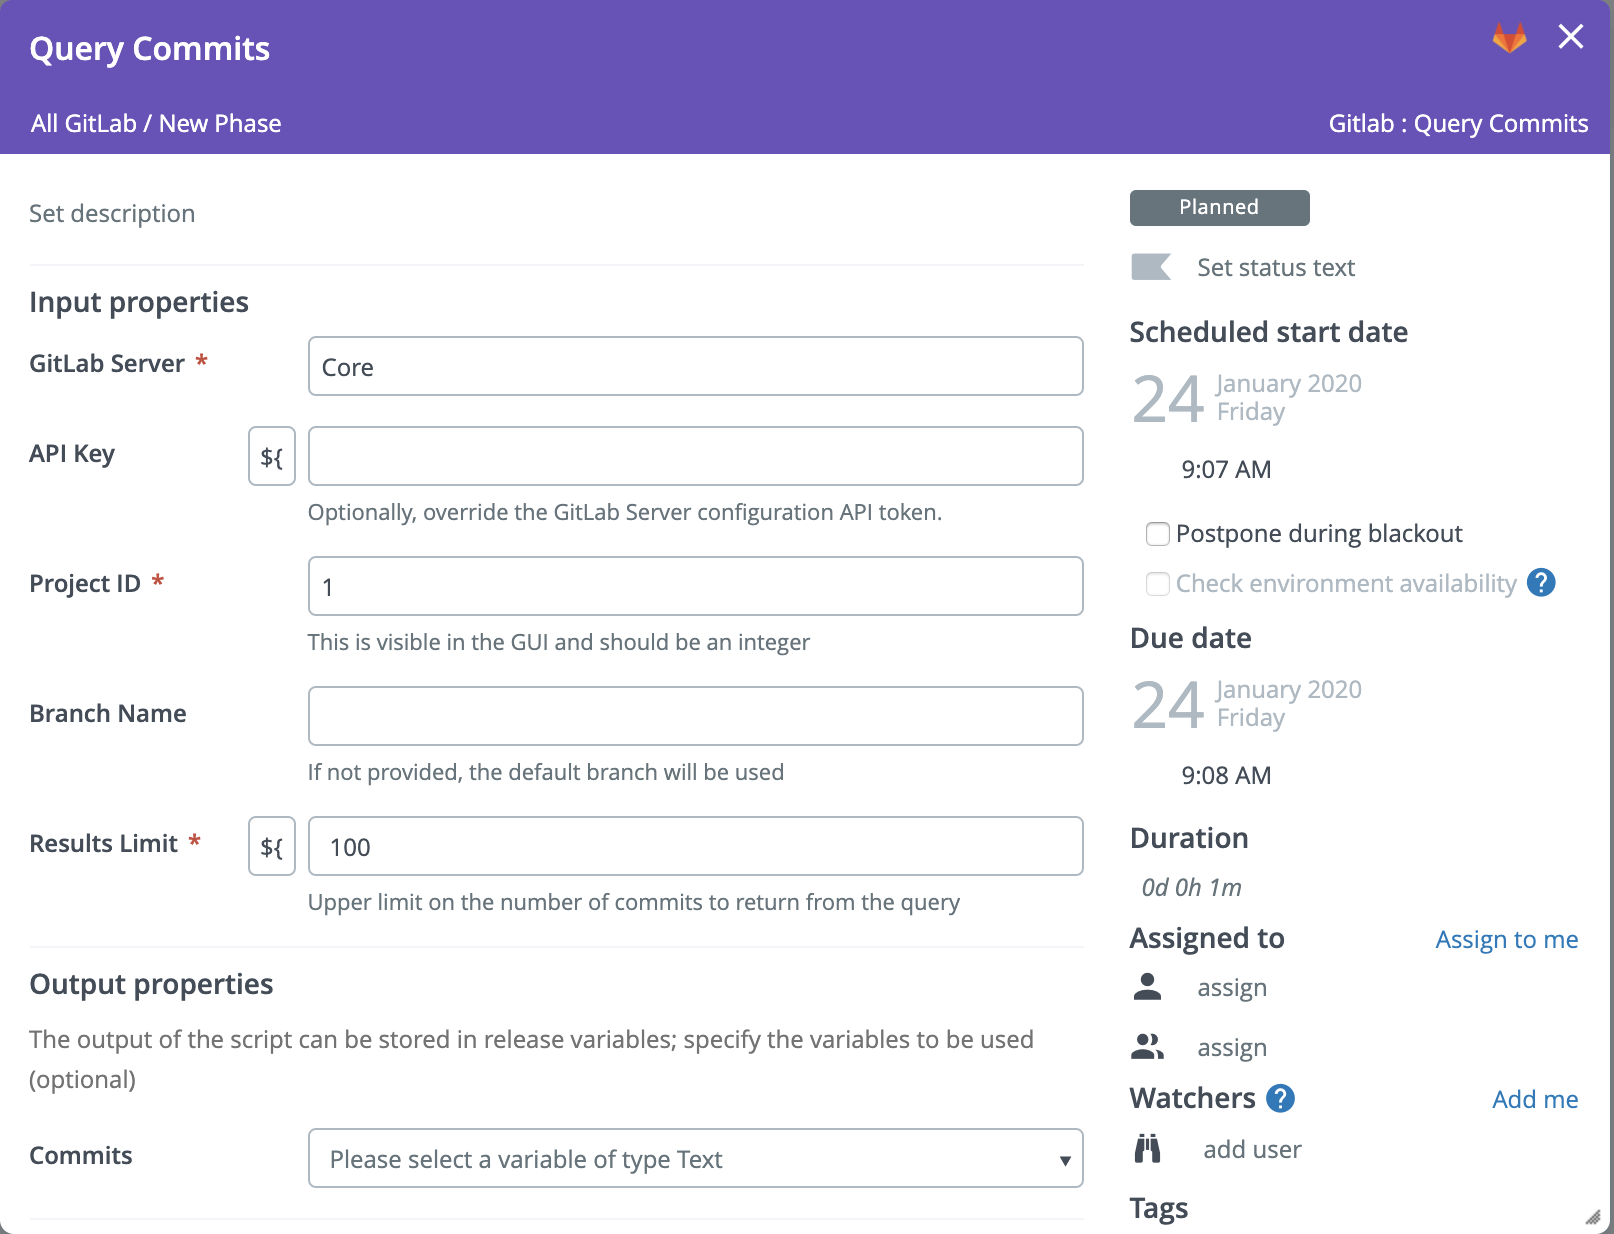 Query Commits
All GitLab / New Phase
Gitlab : Query Commits
Set description
Input properties
GitLab Server *
Core
API Key
${
Optionally, override the GitLab Server configuration API token.
Project ID *
1
This is visible in the GUI and should be an integer
Branch Name
If not provided, the default branch will be used
Results Limit *
${
100
Upper limit on the number of commits to return from the query
Output properties
The output of the script can be stored in release variables; specify the variables to be used
(optional)
Commits
Please select a variable of type Text
Planned
Set status text
Scheduled start date
24
January 2020
Friday
9:07 AM
Postpone during blackout
Check environment availability ?
Due date
24
January 2020
Friday
9:08 AM
Duration
0d 0h 1m
Assigned to
Assign to me
assign
assign
Watchers ?
Add me
add user
Tags